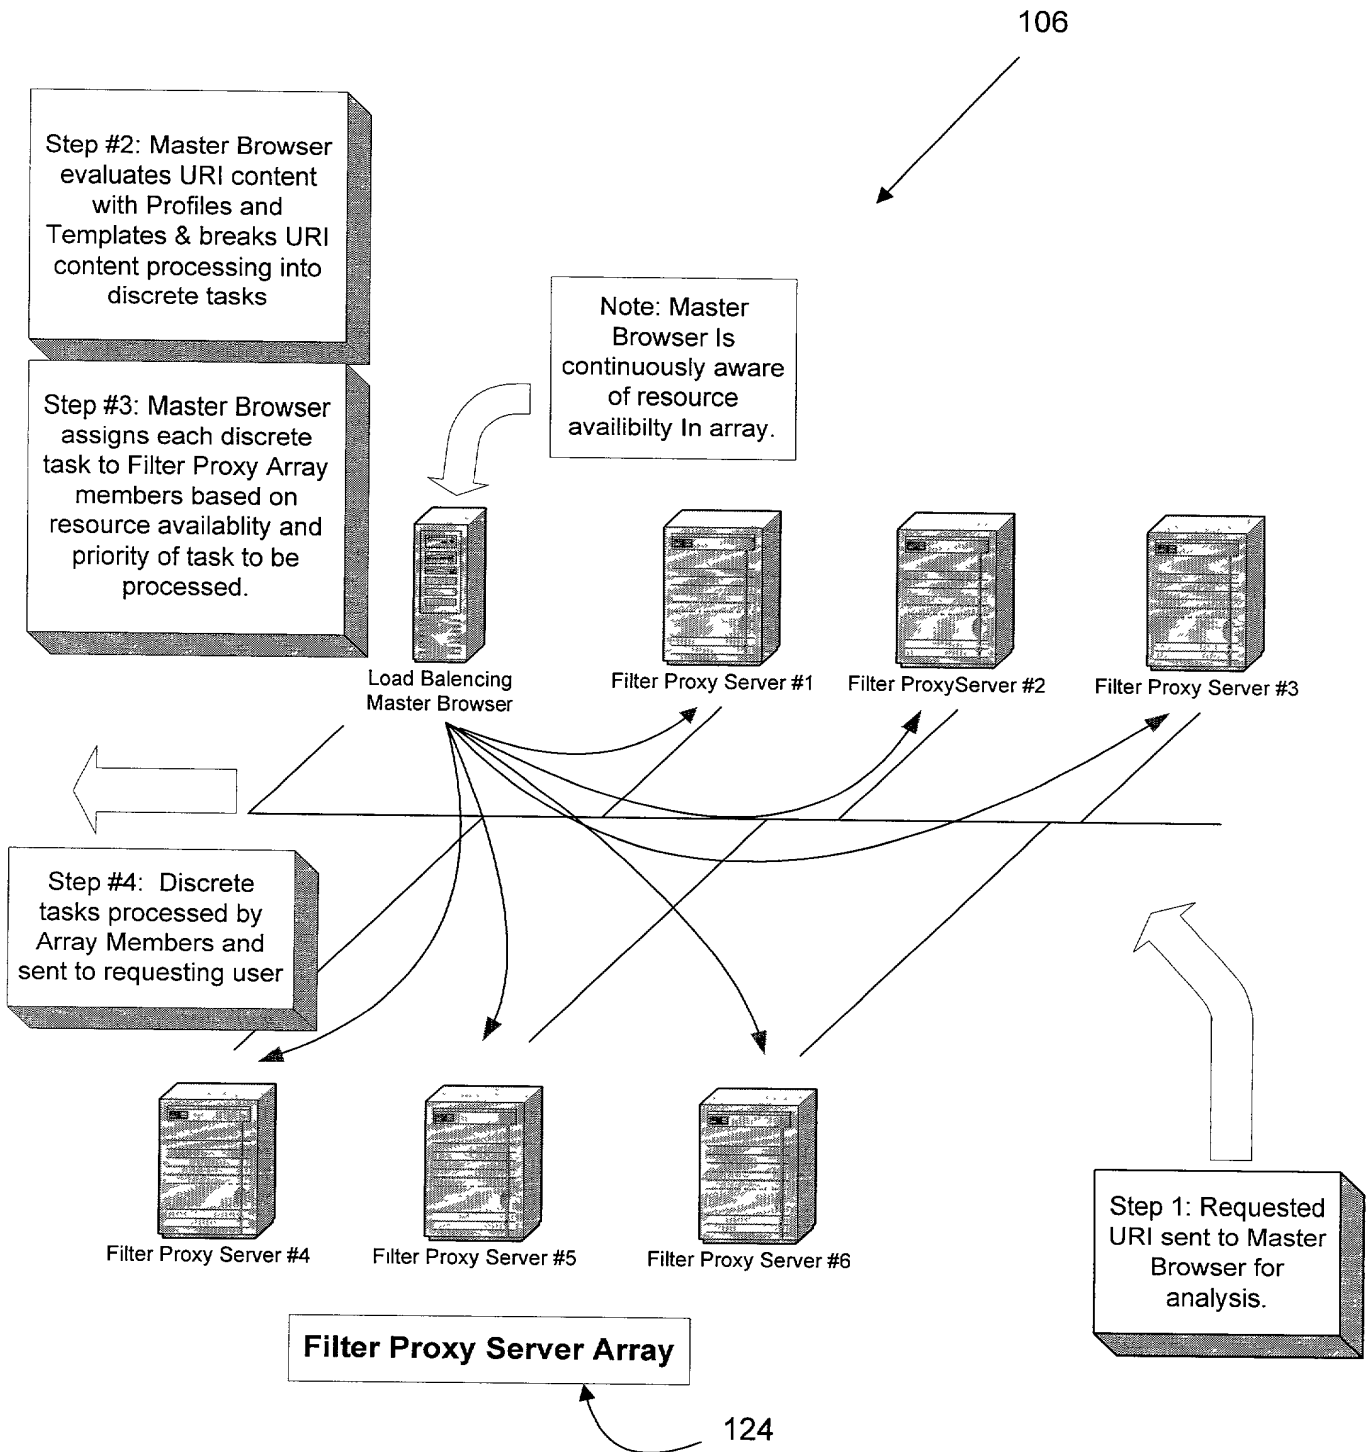 106
Step #2: Master Browser
evaluates URI content
with Profiles and
Templates & breaks URI
content processing into
discrete tasks
Note: Master
Browser Is
continuously aware
of resource
availibilty In array.
Step #3: Master Browser
assigns each discrete
task to Filter Proxy Array
members based on
resource availablity and
priority of task to be
processed.
Load Balencing
Master Browser
Filter Proxy Server #1
Filter ProxyServer #2
Filter Proxy Server #3
Step #4: Discrete
tasks processed by
Array Members and
sent to requesting user
Filter Proxy Server #4
Filter Proxy Server #5
Filter Proxy Server #6
Step 1: Requested
URI sent to Master
Browser for
analysis.
Filter Proxy Server Array
124